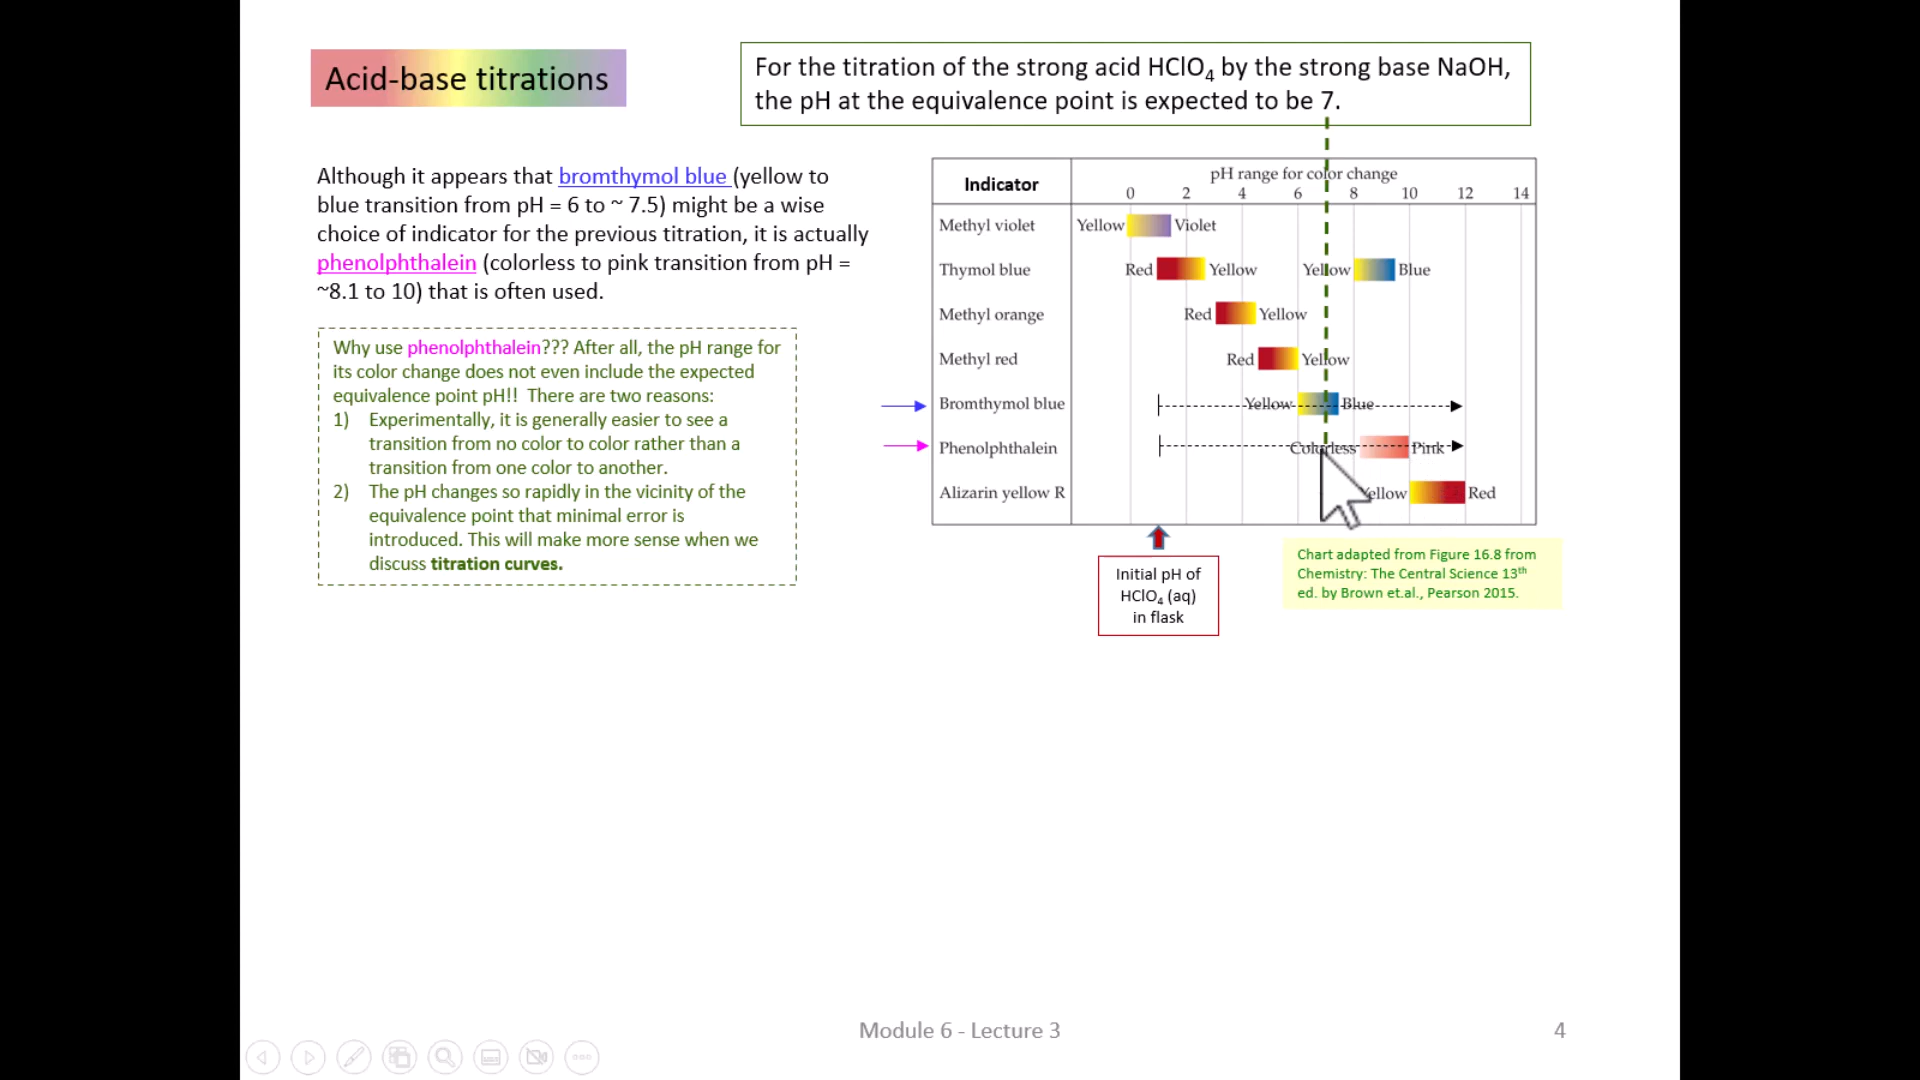 Acid-base titrations
For the titration of the strong acid HClO4 by the strong base NaOH,
the pH at the equivalence point is expected to be 7.
Although it appears that bromthymol blue (yellow to
blue transition from pH = 6 to ~ 7.5) might be a wise
choice of indicator for the previous titration, it is actually
phenolphthalein (colorless to pink transition from pH =
~8.1 to 10) that is often used.
Why use phenolphthalein??? After all, the pH range for
its color change does not even include the expected
equivalence point pH!! There are two reasons:
1) Experimentally, it is generally easier to see a
transition from no color to color rather than a
transition from one color to another.
2) The pH changes so rapidly in the vicinity of the
equivalence point that minimal error is
introduced. This will make more sense when we
discuss titration curves.
Indicator
pH range for color change
0 2 4 6 8 10 12 14
Methyl violet Yellow Violet
Thymol blue Red Yellow Yellow Blue
Methyl orange Red Yellow
Methyl red Red Yellow
Bromthymol blue Yellow Blue
Phenolphthalein Colorless Pink
Alizarin yellow R Yellow Red
Initial pH of
HClO4 (aq)
in flask
Chart adapted from Figure 16.8 from
Chemistry: The Central Science 13th
ed. by Brown et.al., Pearson 2015.
Module 6 - Lecture 3
4